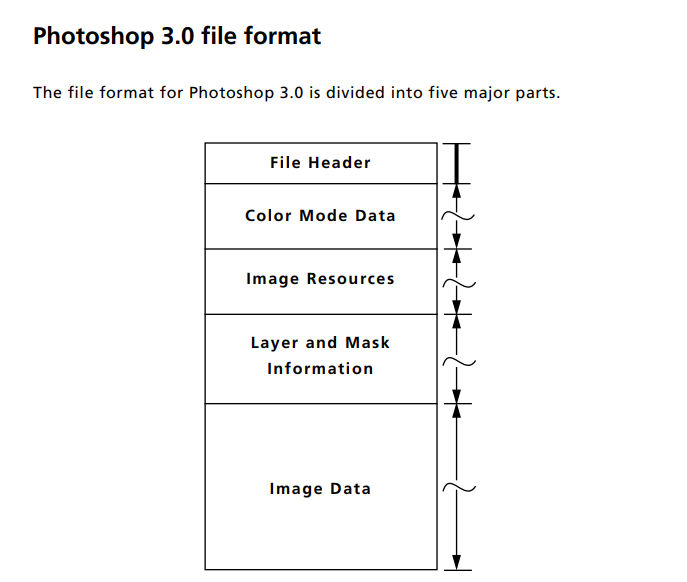 Photoshop 3.0 file format
The file format for Photoshop 3.0 is divided into five major parts.
File Header
Color Mode Data
Image Resources
Layer and Mask
Information
Image Data